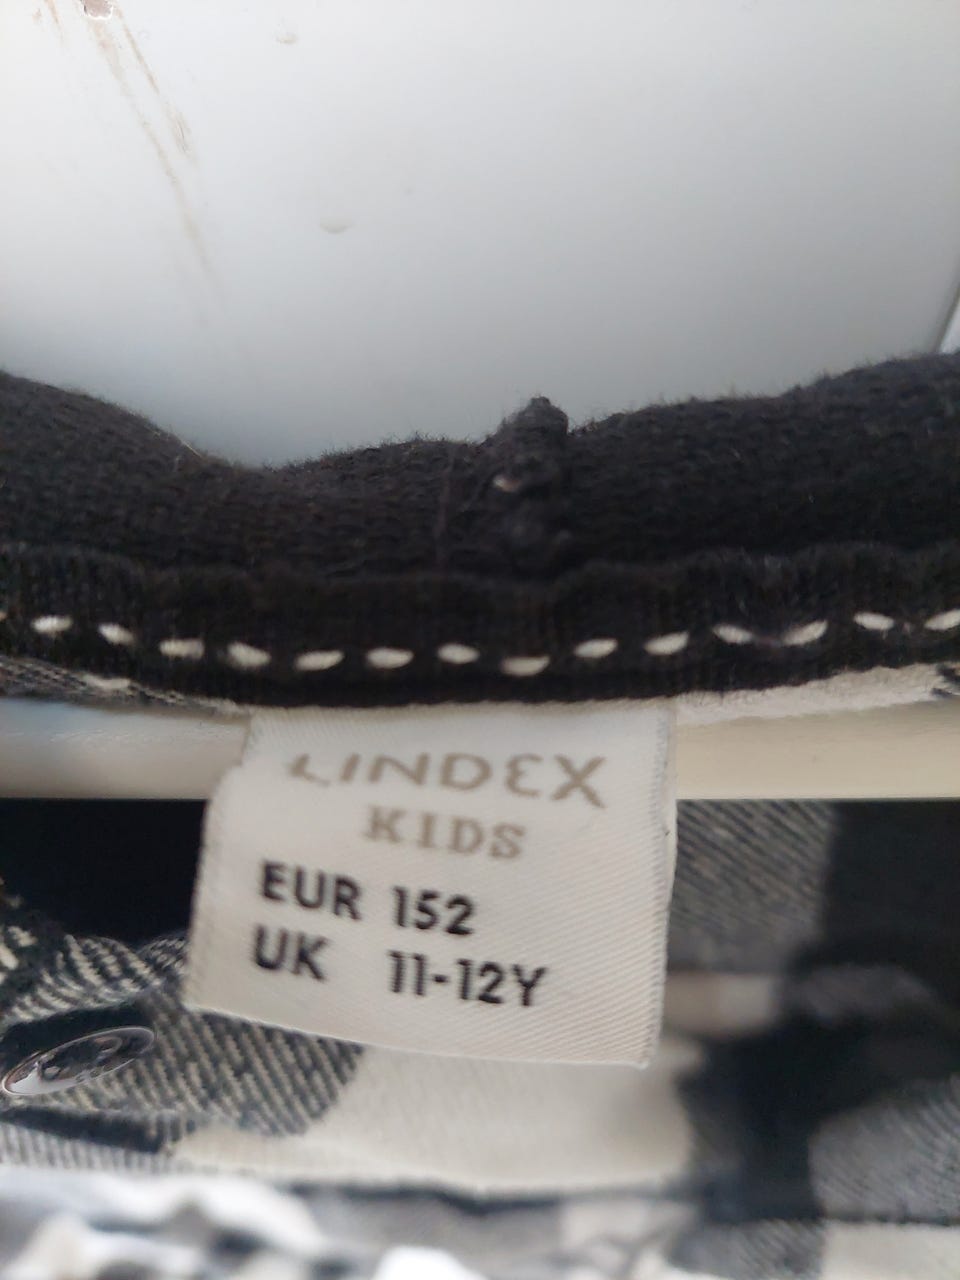 LINDEX
KIDS
EUR 152
UK 11-12Y